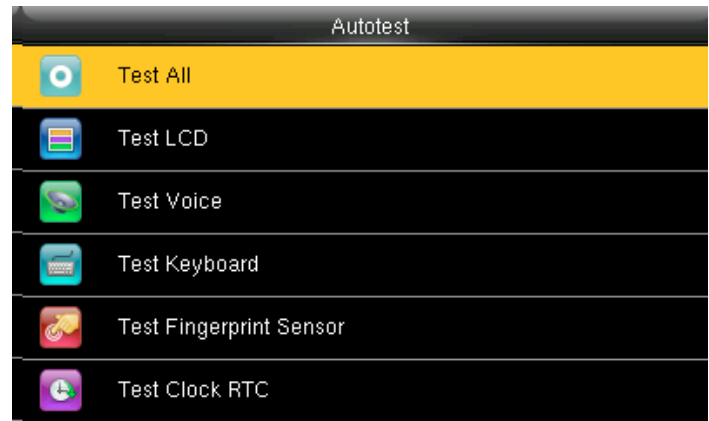 Autotest
Test All
Test LCD
Test Voice
Test Keyboard
Test Fingerprint Sensor
Test Clock RTC